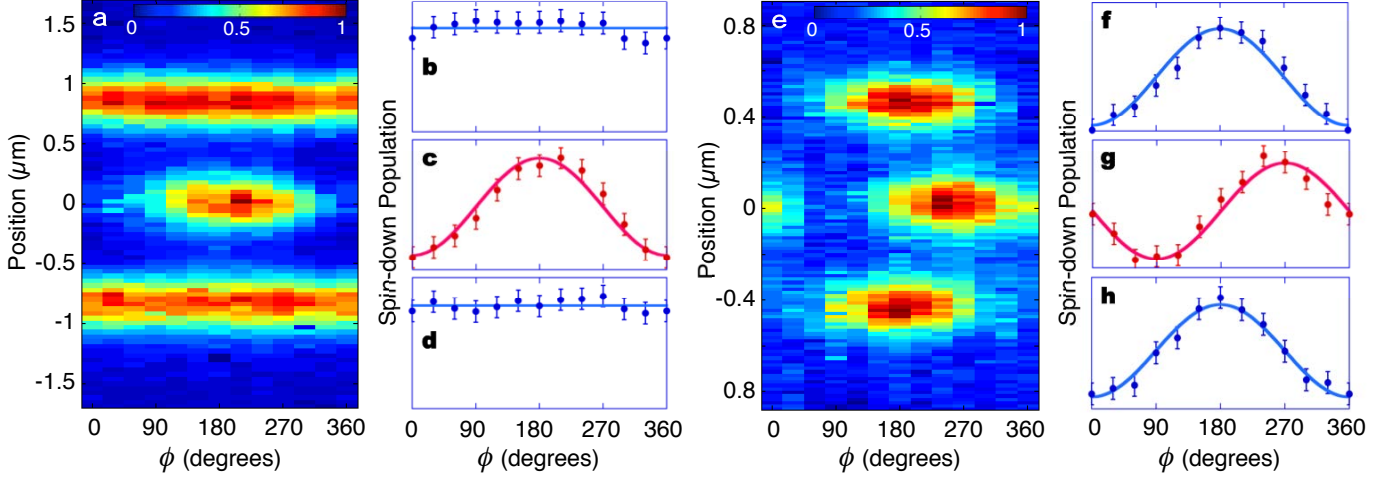 a
0 0.5 1
Position (µm)
1.5
1
0.5
0
-0.5
-1
-1.5
0 90 180 270 360
ϕ (degrees)
Spin-down Population
b
c
d
0 90 180 270 360
ϕ (degrees)
e
0 0.5 1
Position (µm)
0.8
0.4
0
-0.4
0.8
0 90 180 270 360
ϕ (degrees)
Spin-down Population
f
g
h
0 90 180 270 360
ϕ (degrees)